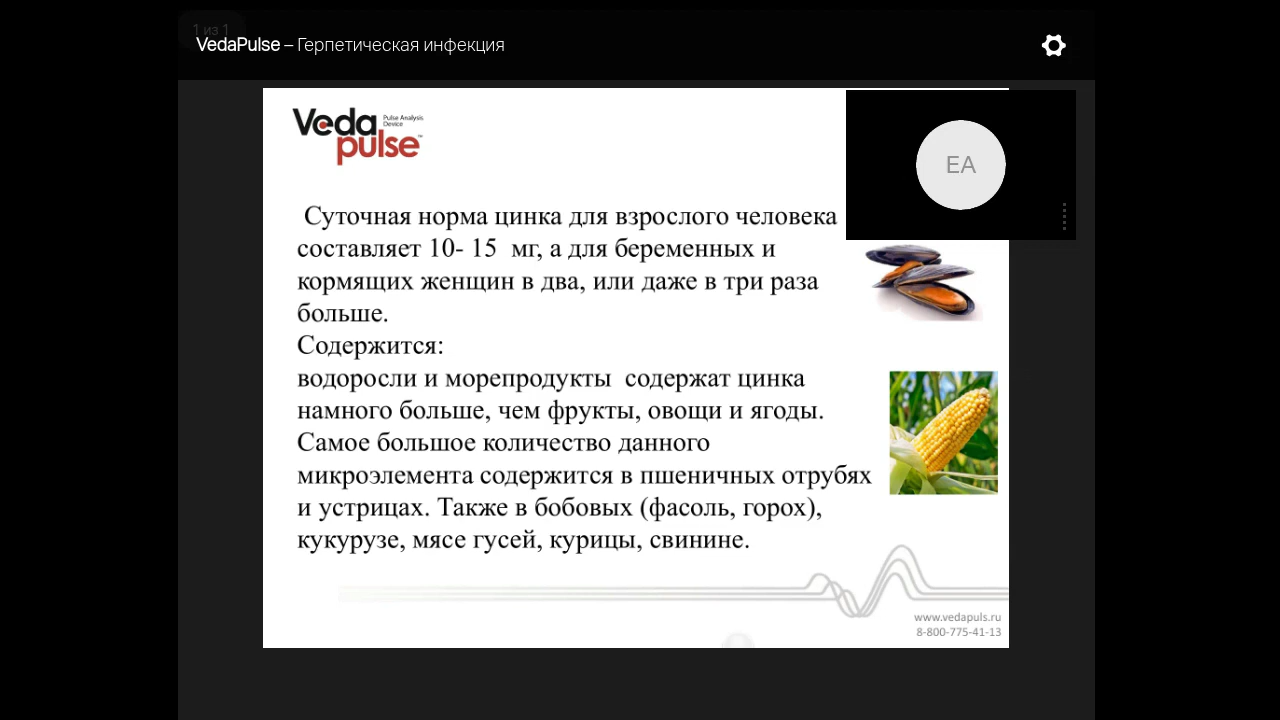 1 из 1
VedaPulse – Герпетическая инфекция
Veda
Pulse Analysis
Device
pulse
EA
Суточная норма цинка для взрослого человека
составляет 10- 15 мг, а для беременных и
кормящих женщин в два, или даже в три раза
больше.
Содержится:
водоросли и морепродукты содержат цинка
намного больше, чем фрукты, овощи и ягоды.
Самое большое количество данного
микроэлемента содержится в пшеничных отрубях
и устрицах. Также в бобовых (фасоль, горох),
кукурузе, мясе гусей, курицы, свинине.
www.vedapuls.ru
8-800-775-41-13